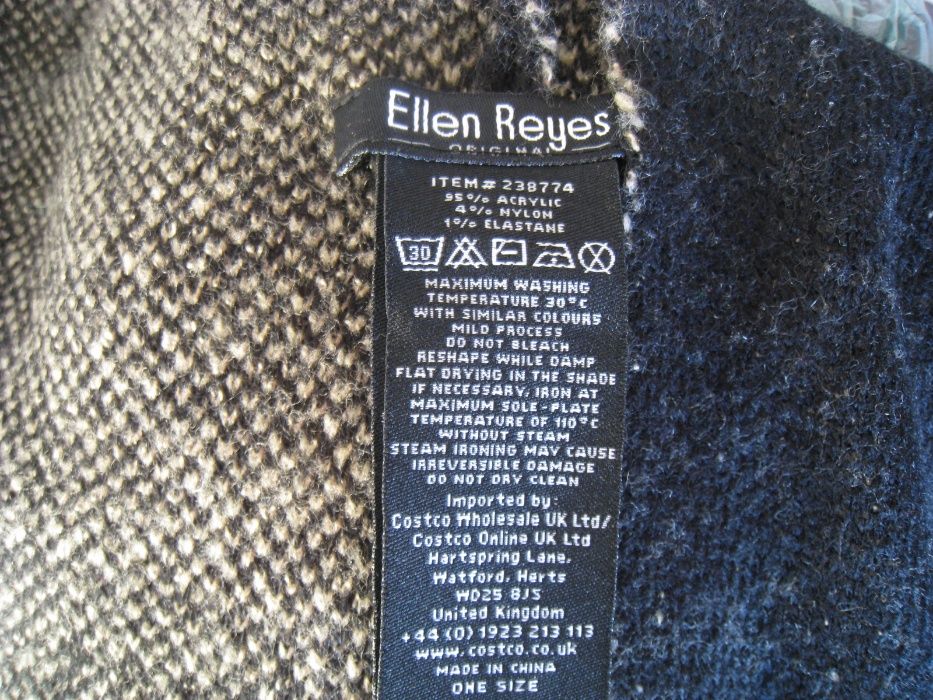 Ellen Reyes
ORIGINAL
ITEM# 238774
95% ACRYLIC
4% NYLON
1% ELASTANE
30
MAXIMUM WASHING
TEMPERATURE 30°C
WITH SIMILAR COLOURS
MILD PROCESS
DO NOT BLEACH
RESHAPE WHILE DAMP
FLAT DRYING IN THE SHADE
IF NECESSARY, IRON AT
MAXIMUM SOLE-PLATE
TEMPERATURE OF 110°C
WITHOUT STEAM
STEAM IRONING MAY CAUSE
IRREVERSIBLE DAMAGE
DO NOT DRY CLEAN
Imported by:
Costco Wholesale UK Ltd/
Costco Online UK Ltd
Hartspring Lane,
Watford, Herts
WD25 8JS
United Kingdom
+44 (0) 1923 213 113
www.costco.co.uk
MADE IN CHINA
ONE SIZE